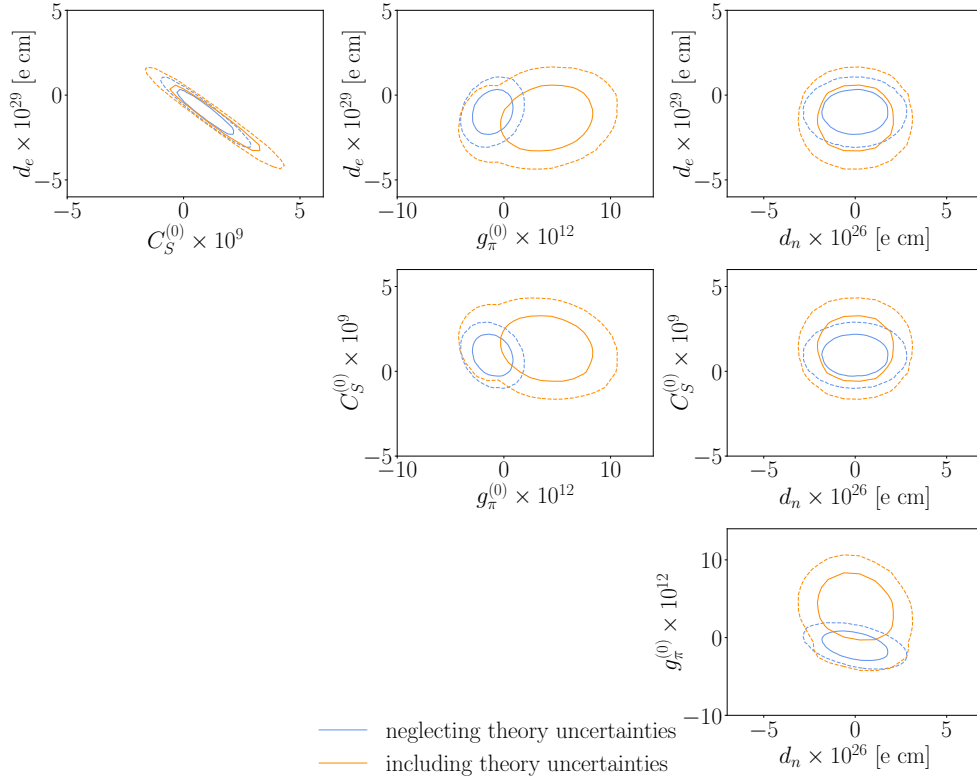 5
0
−5
d_e × 10^29 [e cm]
−5 0 5
C_S^(0) × 10^9
d_e × 10^29 [e cm]
5
0
−5
−10 0 10
g_π^(0) × 10^12
d_e × 10^29 [e cm]
5
0
−5
−5 0 5
d_n × 10^26 [e cm]
C_S^(0) × 10^9
5
0
−5
−10 0 10
g_π^(0) × 10^12
C_S^(0) × 10^9
5
0
−5
−5 0 5
d_n × 10^26 [e cm]
g_π^(0) × 10^12
10
0
−10
−5 0 5
d_n × 10^26 [e cm]
neglecting theory uncertainties
including theory uncertainties